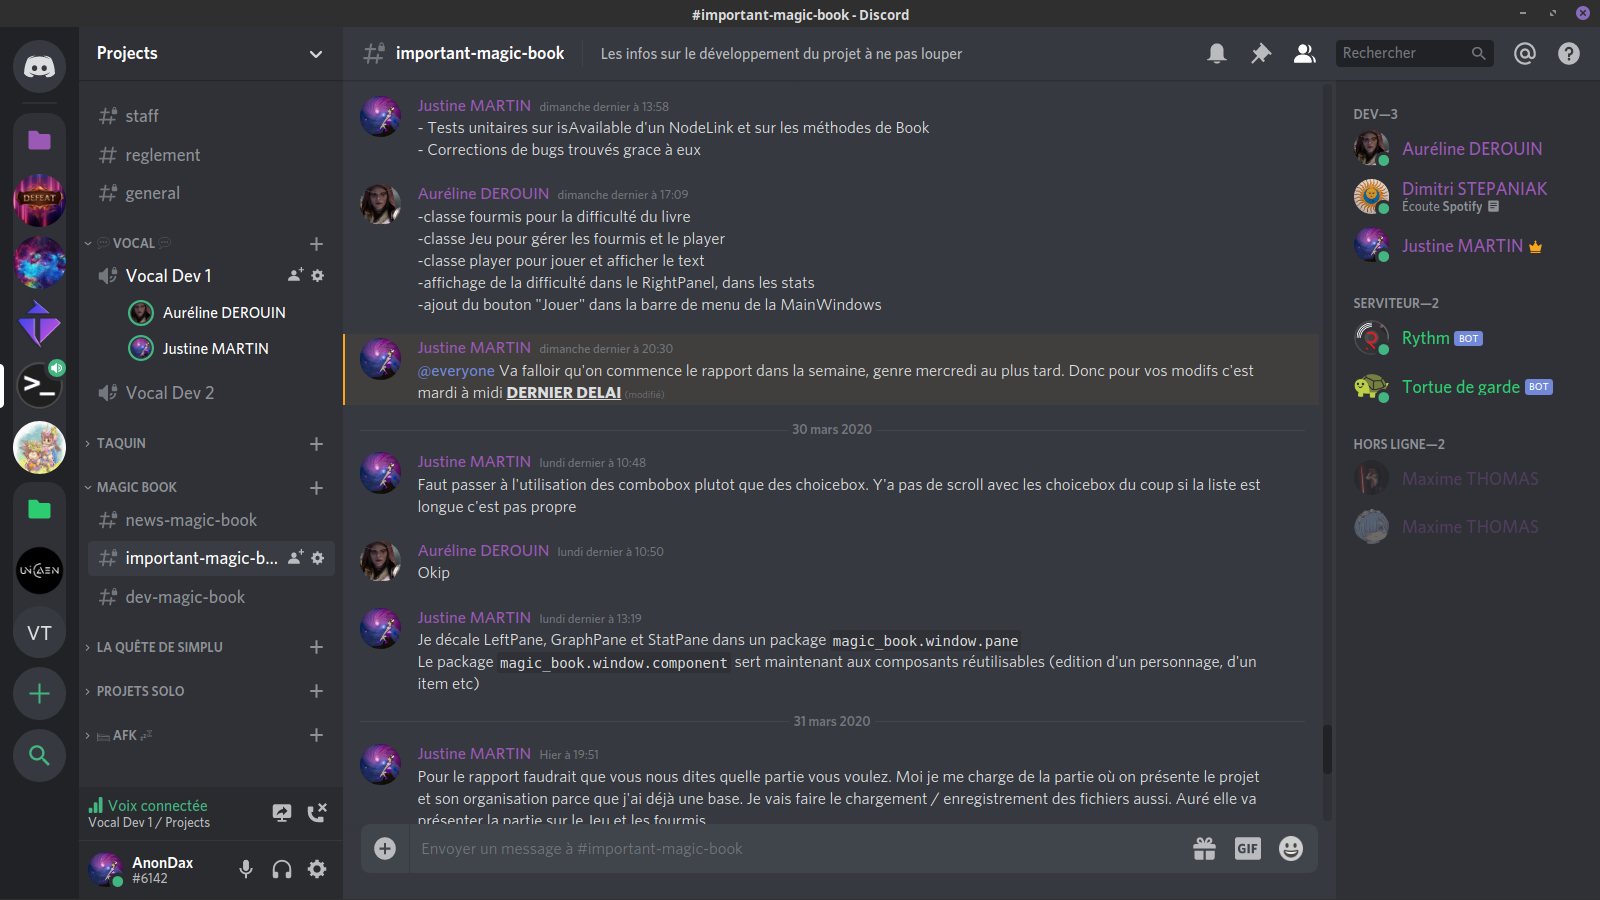 #important-magic-book - Discord
Projects
important-magic-book
Les infos sur le développement du projet à ne pas louper
Rechercher
DEFEAT
UNICAEN
VT
staff
reglement
general
VOCAL
Vocal Dev 1
Auréline DEROUIN
Justine MARTIN
Vocal Dev 2
TAQUIN
MAGIC BOOK
news-magic-book
important-magic-b...
dev-magic-book
LA QUÊTE DE SIMPLU
PROJETS SOLO
AFK
Voix connectée
Vocal Dev 1 / Projects
AnonDax
#6142
Justine MARTIN dimanche dernier à 13:58
- Tests unitaires sur isAvailable d'un NodeLink et sur les méthodes de Book
- Corrections de bugs trouvés grace à eux
Auréline DEROUIN dimanche dernier à 17:09
-classe fourmis pour la difficulté du livre
-classe Jeu pour gérer les fourmis et le player
-classe player pour jouer et afficher le text
-affichage de la difficulté dans le RightPanel, dans les stats
-ajout du bouton "Jouer" dans la barre de menu de la MainWindows
Justine MARTIN dimanche dernier à 20:30
@everyone Va falloir qu'on commence le rapport dans la semaine, genre mercredi au plus tard. Donc pour vos modifs c'est
mardi à midi DERNIER DELAI (modifié)
30 mars 2020
Justine MARTIN lundi dernier à 10:48
Faut passer à l'utilisation des combobox plutot que des choicebox. Y'a pas de scroll avec les choicebox du coup si la liste est
longue c'est pas propre
Auréline DEROUIN lundi dernier à 10:50
Okip
Justine MARTIN lundi dernier à 13:19
Je décale LeftPane, GraphPane et StatPane dans un package magic_book.window.pane
Le package magic_book.window.component sert maintenant aux composants réutilisables (edition d'un personnage, d'un
item etc)
31 mars 2020
Justine MARTIN Hier à 19:51
Pour le rapport faudrait que vous nous dites quelle partie vous voulez. Moi je me charge de la partie où on présente le projet
et son organisation parce que j'ai déjà une base. Je vais faire le chargement / enregistrement des fichiers aussi. Auré elle va
présenter la partie sur le Jeu et les fourmis
Envoyer un message à #important-magic-book
GIF
DEV—3
Auréline DEROUIN
Dimitri STEPANIAK
Écoute Spotify
Justine MARTIN
SERVITEUR—2
Rythm BOT
Tortue de garde BOT
HORS LIGNE—2
Maxime THOMAS
Maxime THOMAS